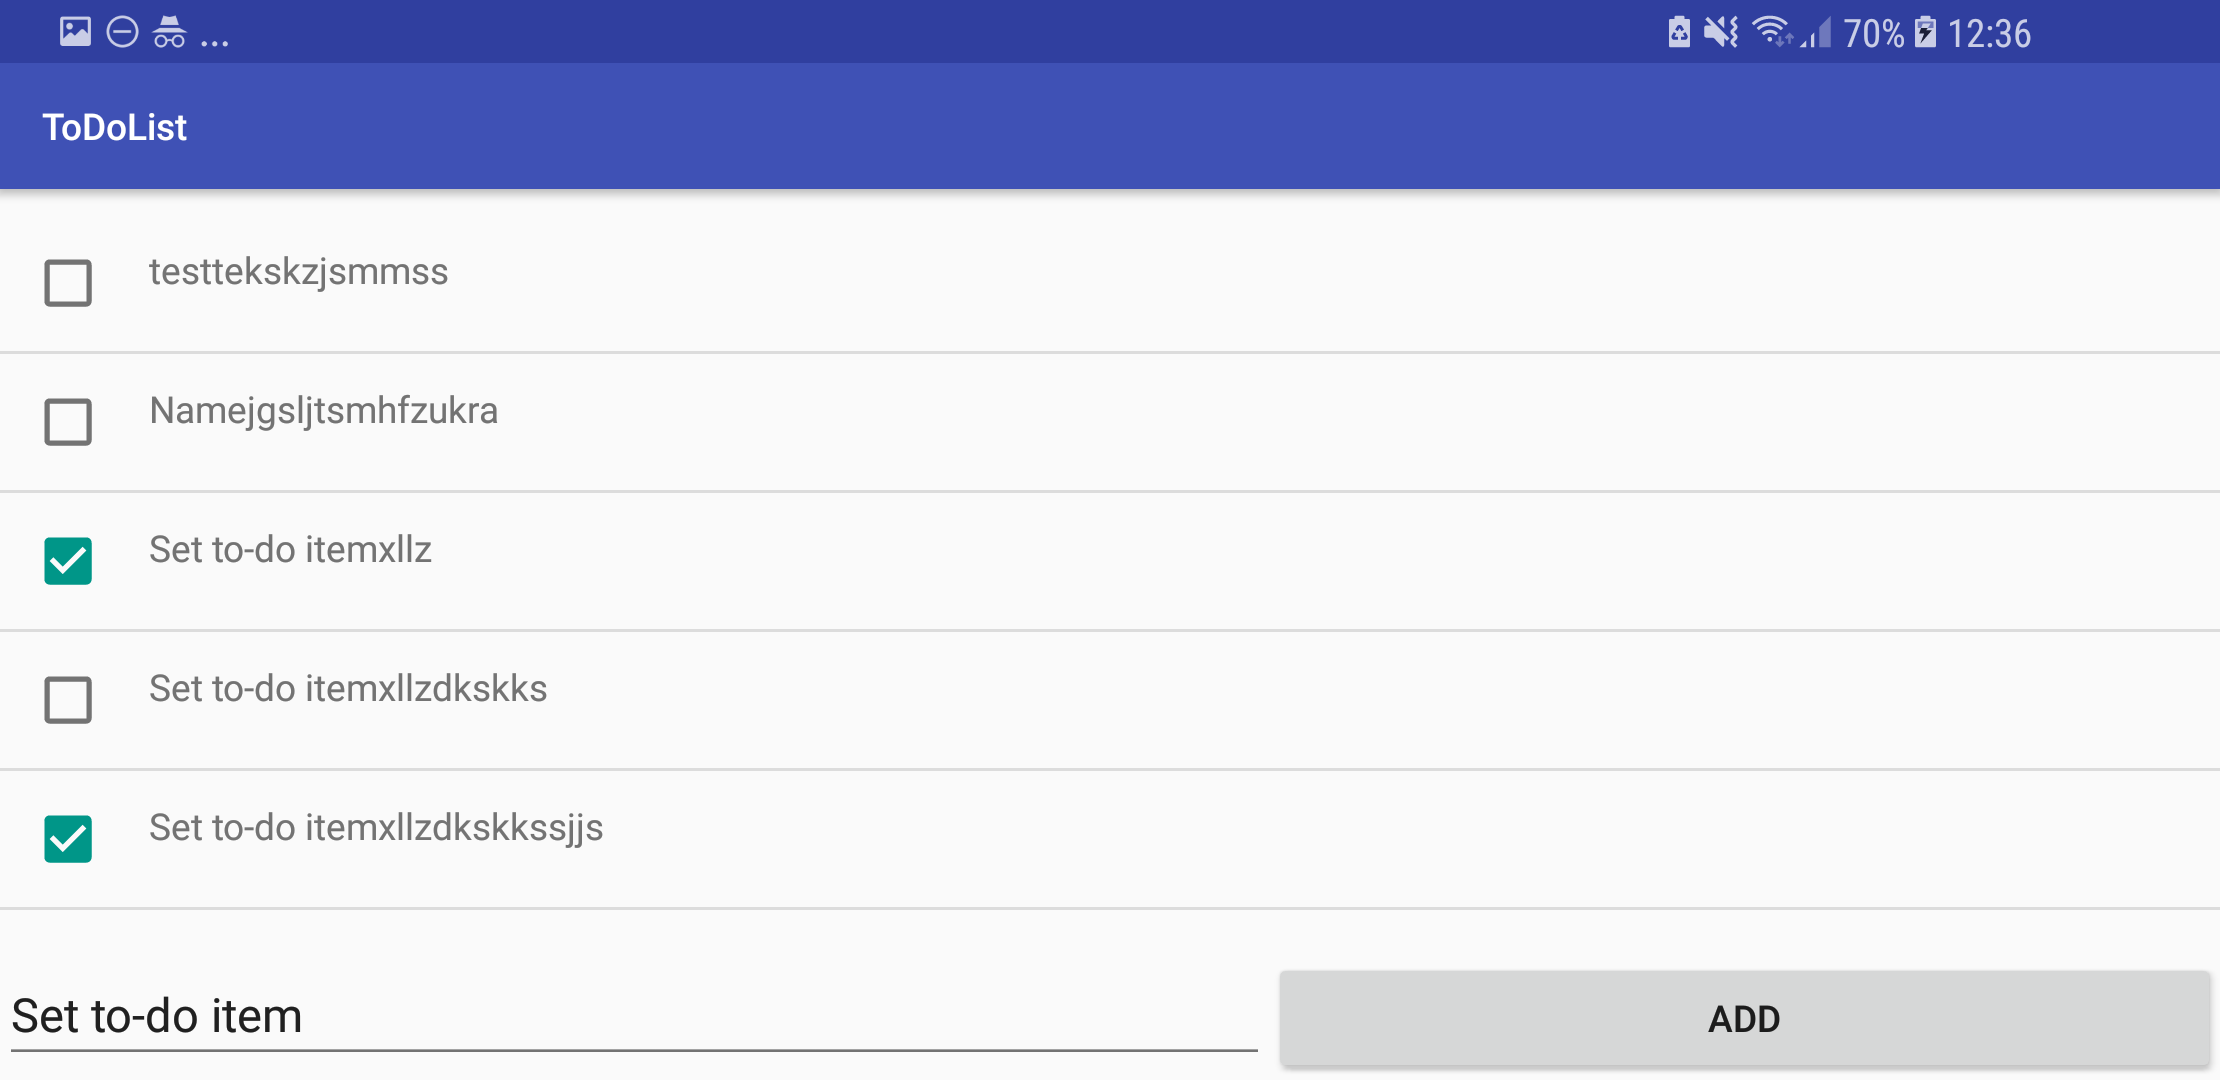 ... 70% 12:36
ToDoList
testtekskzjsmmss
Namejgsljtsmhfzukra
Set to-do itemxllz
Set to-do itemxllzdkskks
Set to-do itemxllzdkskkssjjs
Set to-do item ADD